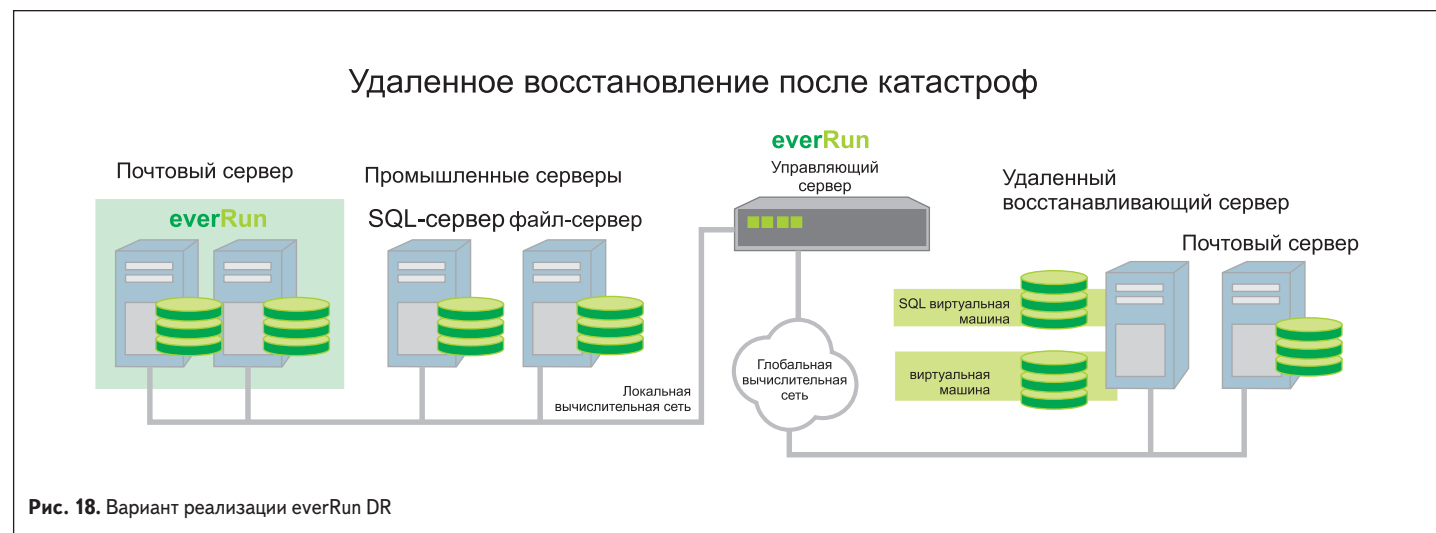 Удаленное восстановление после катастроф
everRun
Управляющий
сервер
Почтовый сервер
everRun
Промышленные серверы
SQL-сервер файл-сервер
Удаленный
восстанавливающий сервер
Почтовый сервер
SQL виртуальная
машина
виртуальная
машина
Локальная
вычислительная сеть
Глобальная
вычислительная
сеть
Рис. 18. Вариант реализации everRun DR